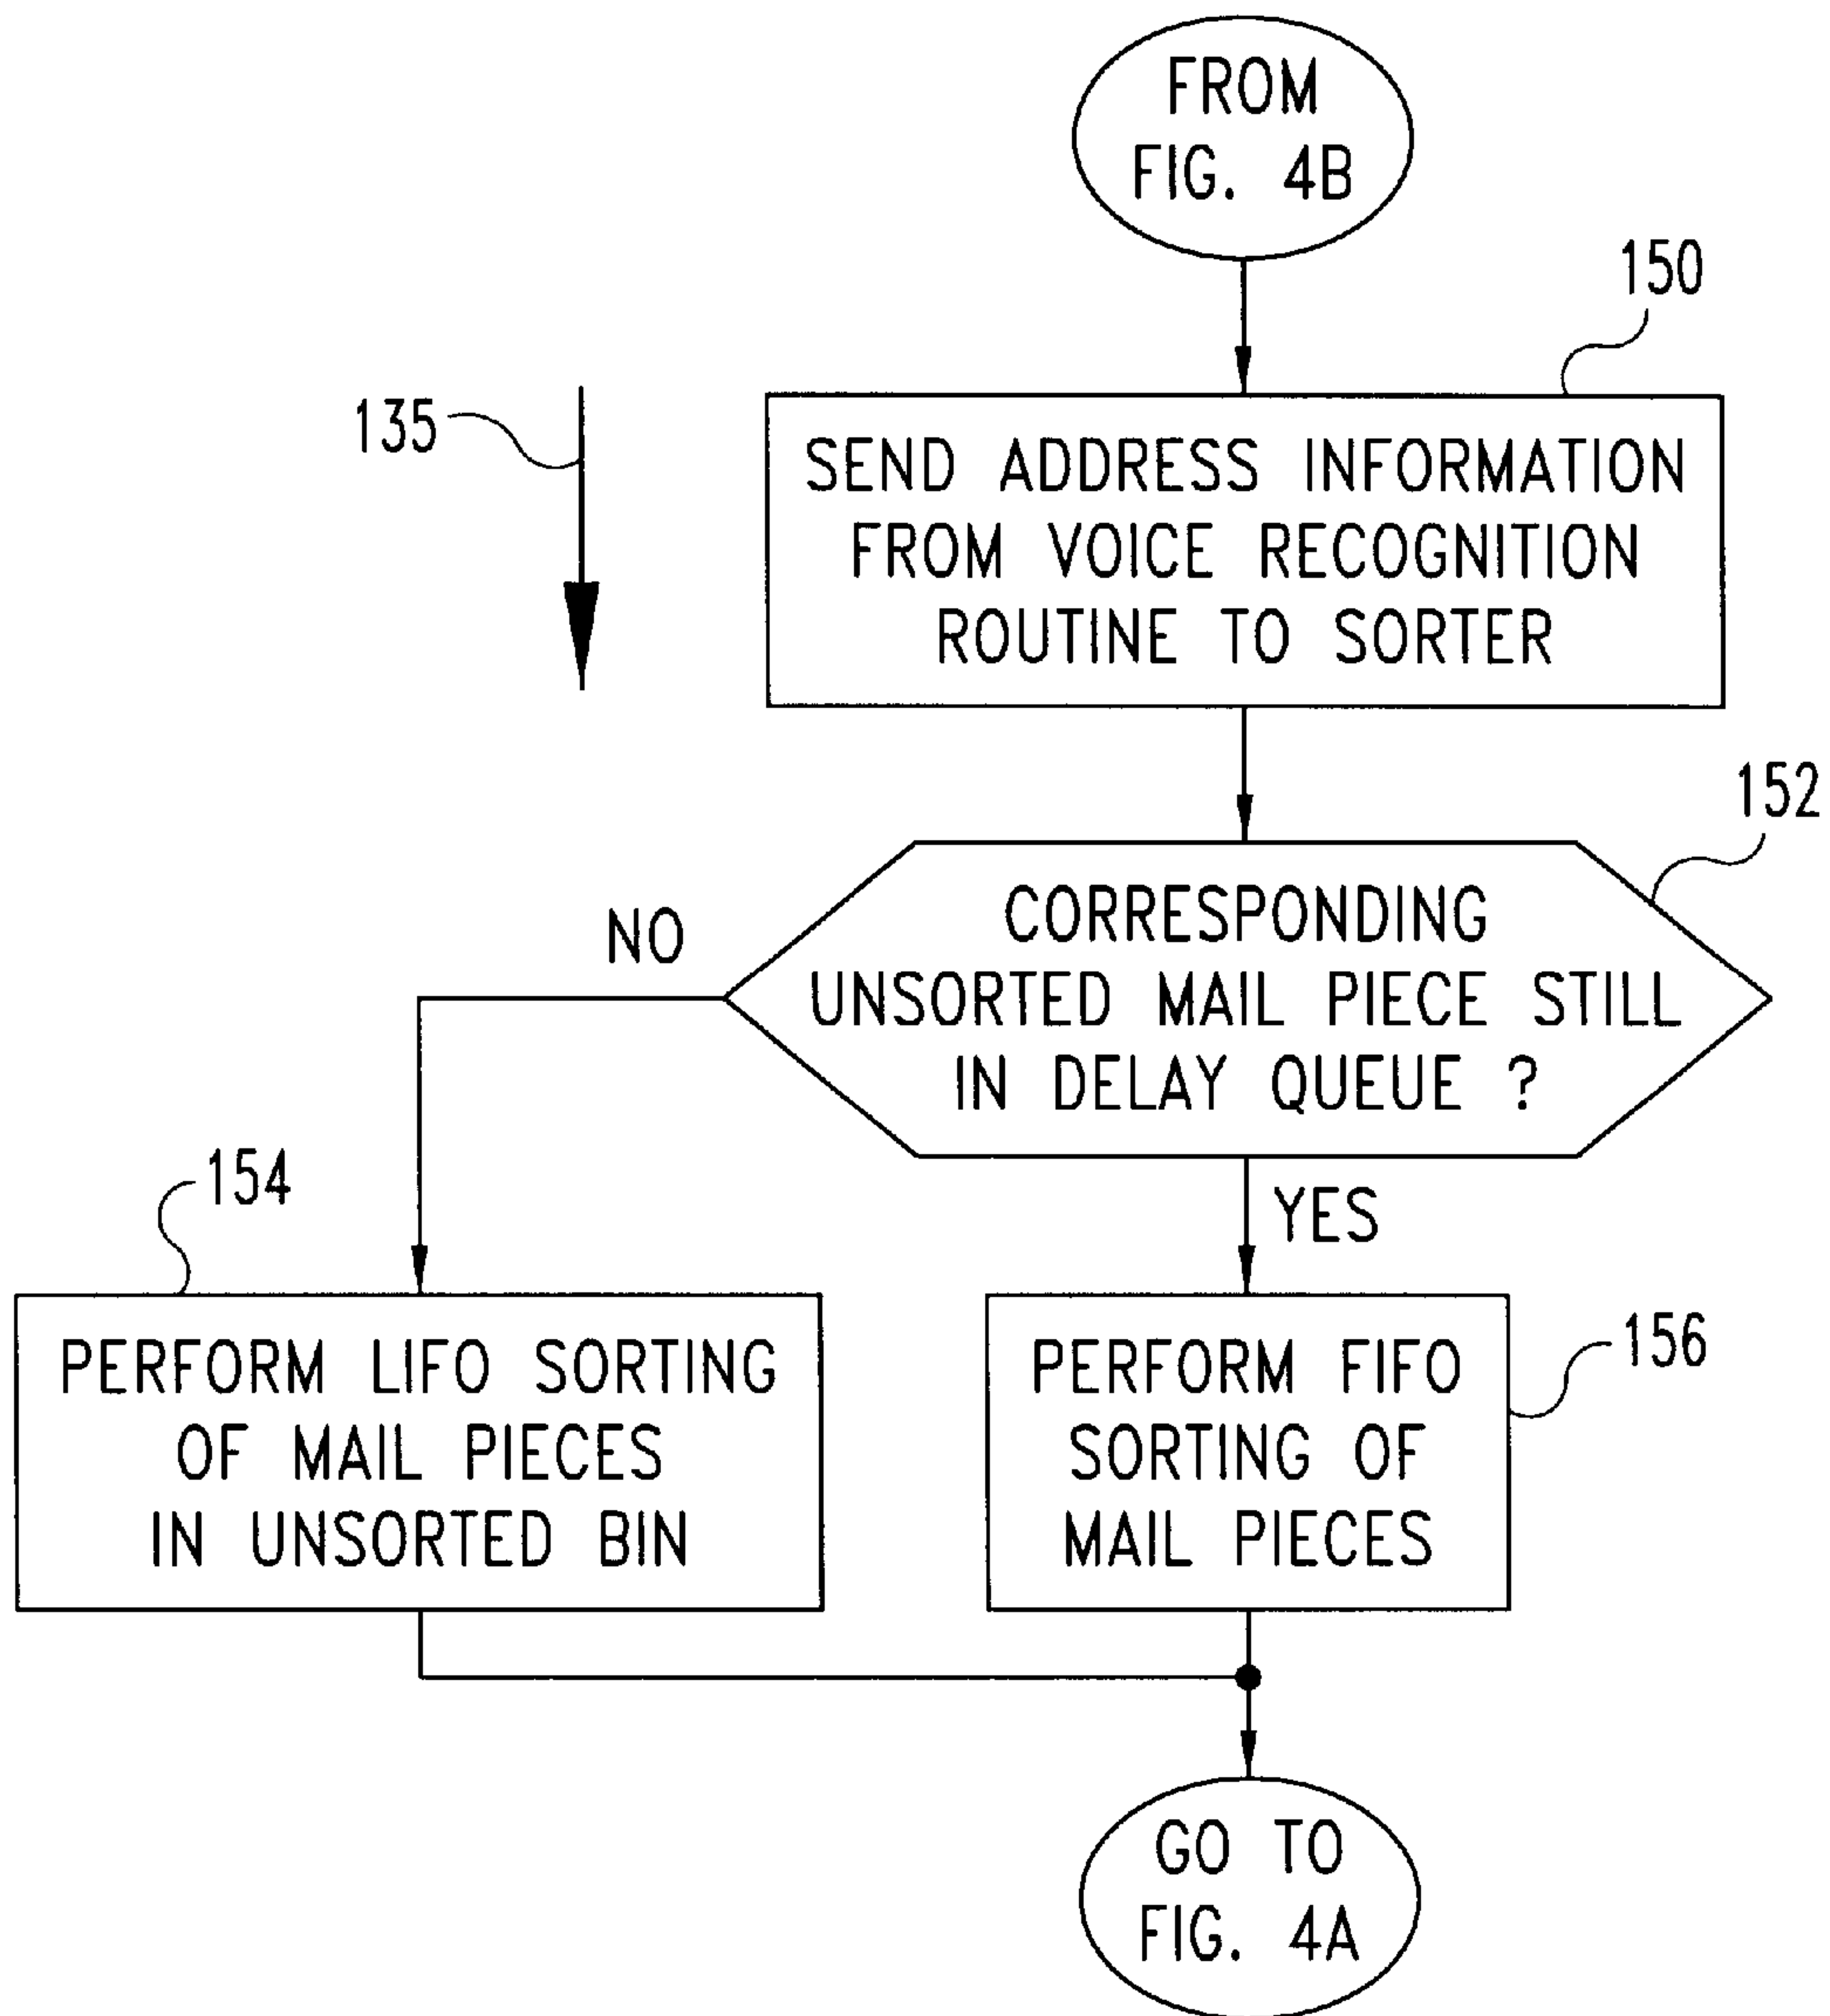 FROM
FIG. 4B
150
135
SEND ADDRESS INFORMATION
FROM VOICE RECOGNITION
ROUTINE TO SORTER
152
NO
CORRESPONDING
UNSORTED MAIL PIECE STILL
IN DELAY QUEUE ?
154
YES
PERFORM LIFO SORTING
OF MAIL PIECES
IN UNSORTED BIN
156
PERFORM FIFO
SORTING OF
MAIL PIECES
GO TO
FIG. 4A